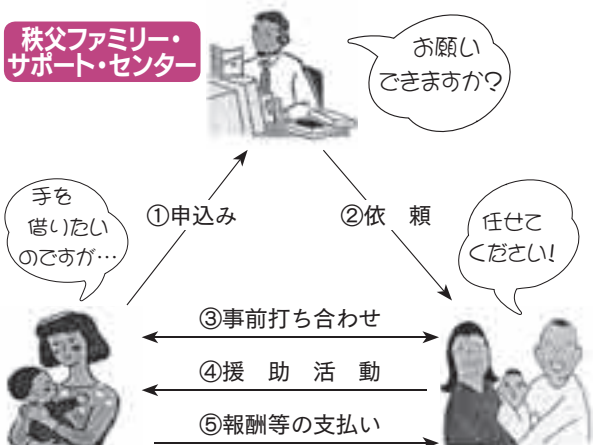 秩父ファミリー・
サポート・センター
お願い
できますか?
手を
借りたい
のですが…
①申込み
②依　頼
任せて
ください!
③事前打ち合わせ
④援　助　活　動
⑤報酬等の支払い